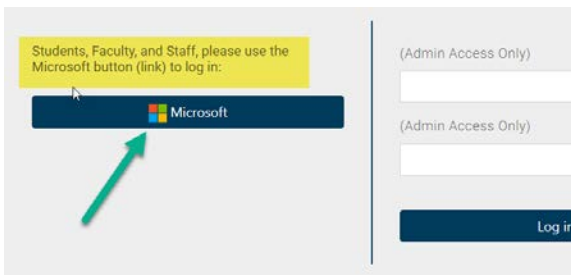 Students, Faculty, and Staff, please use the
Microsoft button (link) to log in:
Microsoft
(Admin Access Only)
(Admin Access Only)
Log in